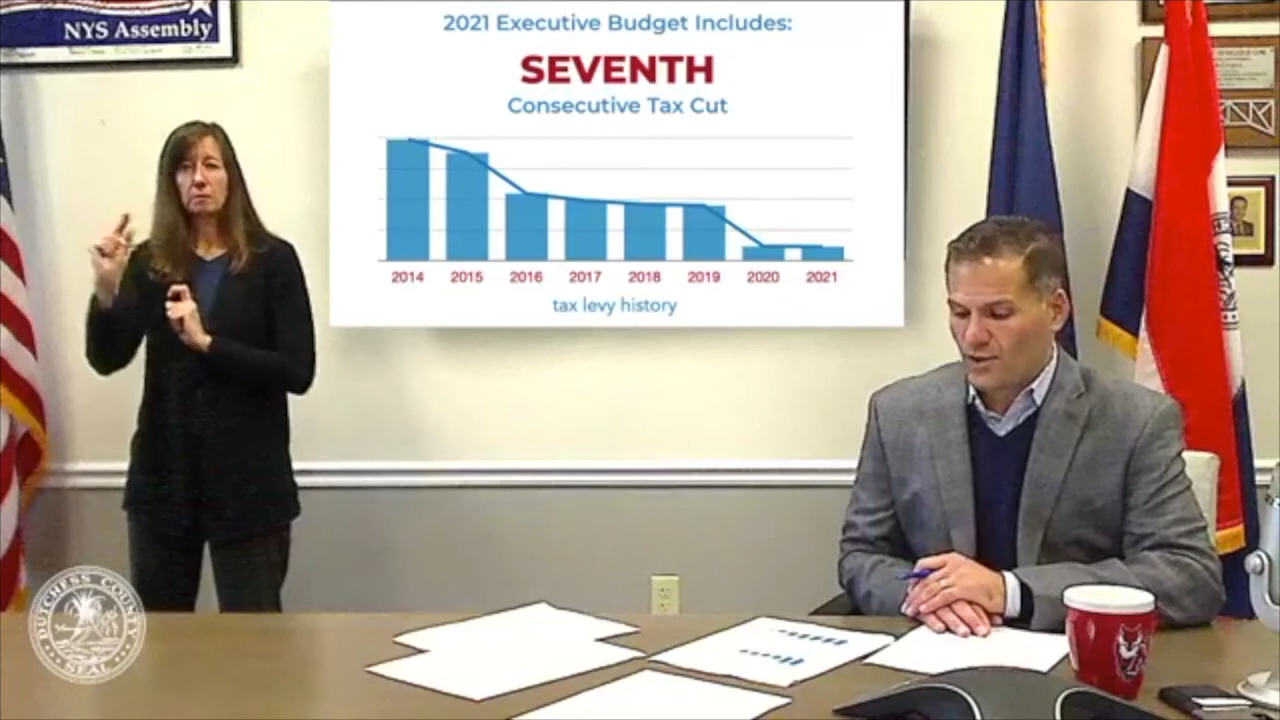 NYS Assembly
2021 Executive Budget Includes:
SEVENTH
Consecutive Tax Cut
2014 2015 2016 2017 2018 2019 2020 2021
tax levy history
DUTCHESS COUNTY
SEAL